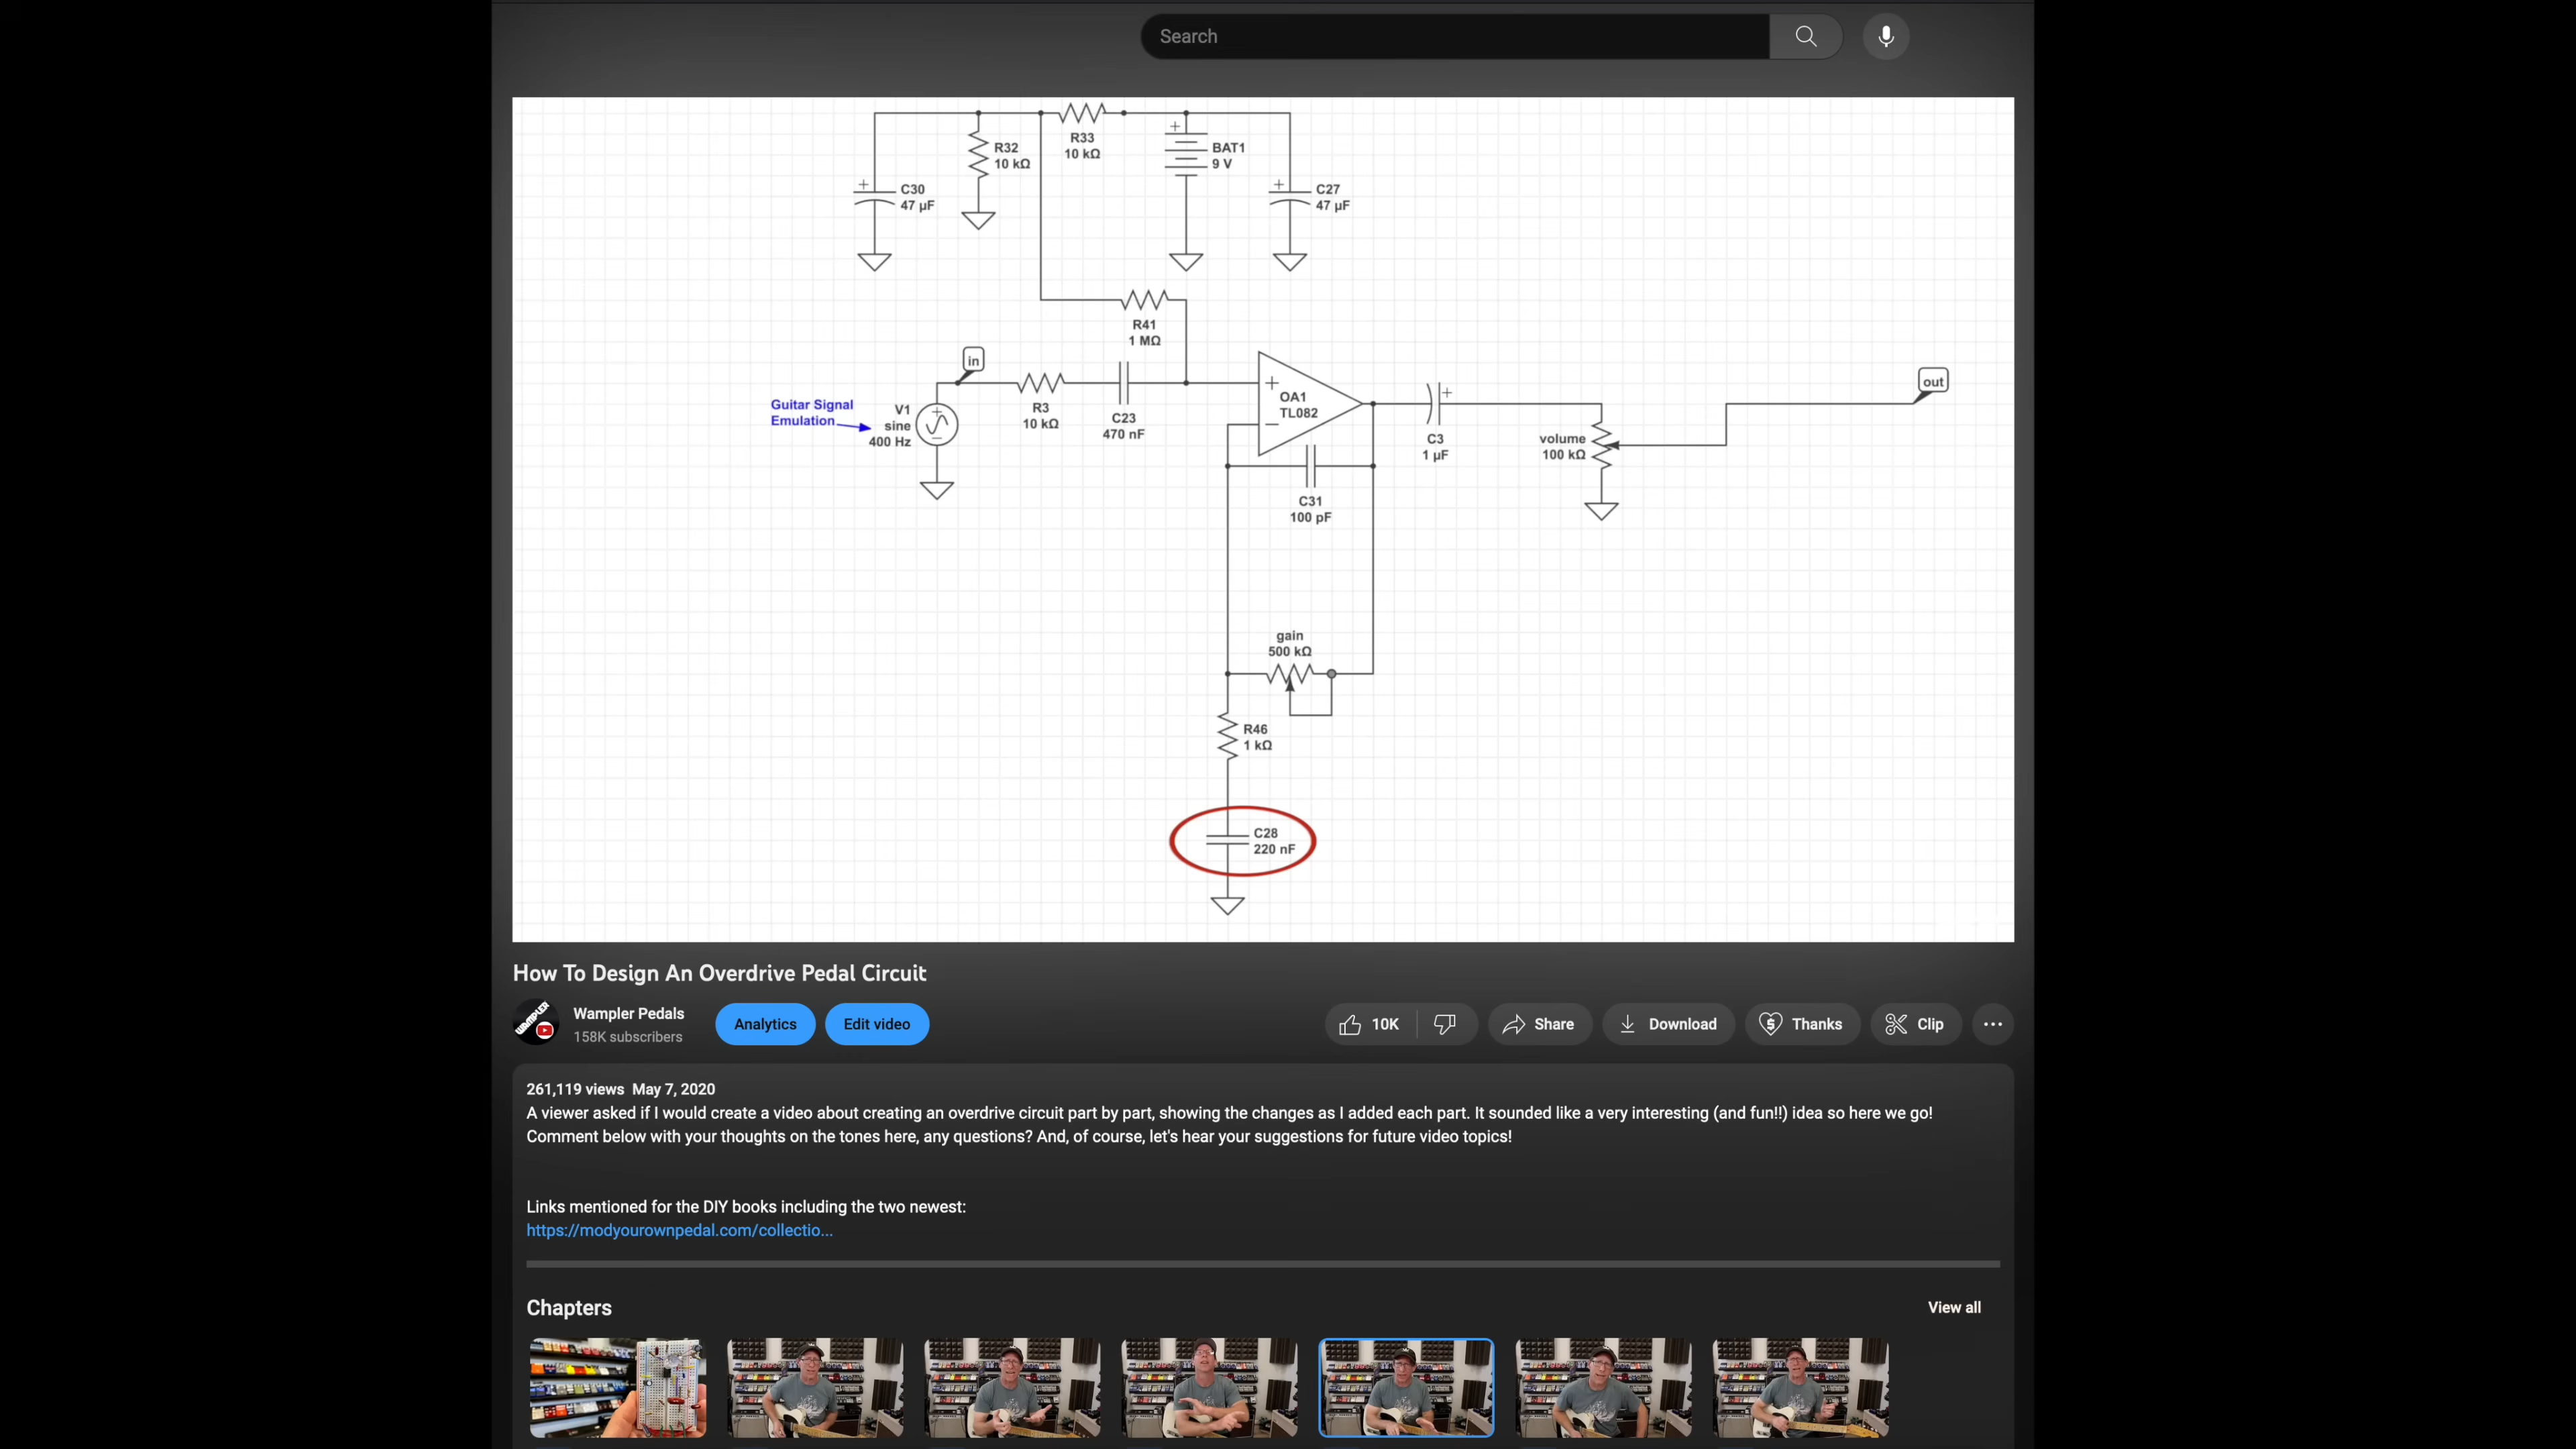 Search
R33
10 kΩ
R32
10 kΩ
+
BAT1
9 V
+
C30
47 µF
+
C27
47 µF
R41
1 MΩ
in
out
Guitar Signal
Emulation
V1
sine
400 Hz
+
−
R3
10 kΩ
C23
470 nF
+
−
OA1
TL082
+
C3
1 µF
volume
100 kΩ
C31
100 pF
gain
500 kΩ
R46
1 kΩ
C28
220 nF
How To Design An Overdrive Pedal Circuit
WAMPLER
Wampler Pedals
158K subscribers
Analytics
Edit video
10K
Share
Download
Thanks
Clip
261,119 views May 7, 2020
A viewer asked if I would create a video about creating an overdrive circuit part by part, showing the changes as I added each part. It sounded like a very interesting (and fun!!) idea so here we go!
Comment below with your thoughts on the tones here, any questions? And, of course, let's hear your suggestions for future video topics!
Links mentioned for the DIY books including the two newest:
https://modyourownpedal.com/collectio...
Chapters
View all